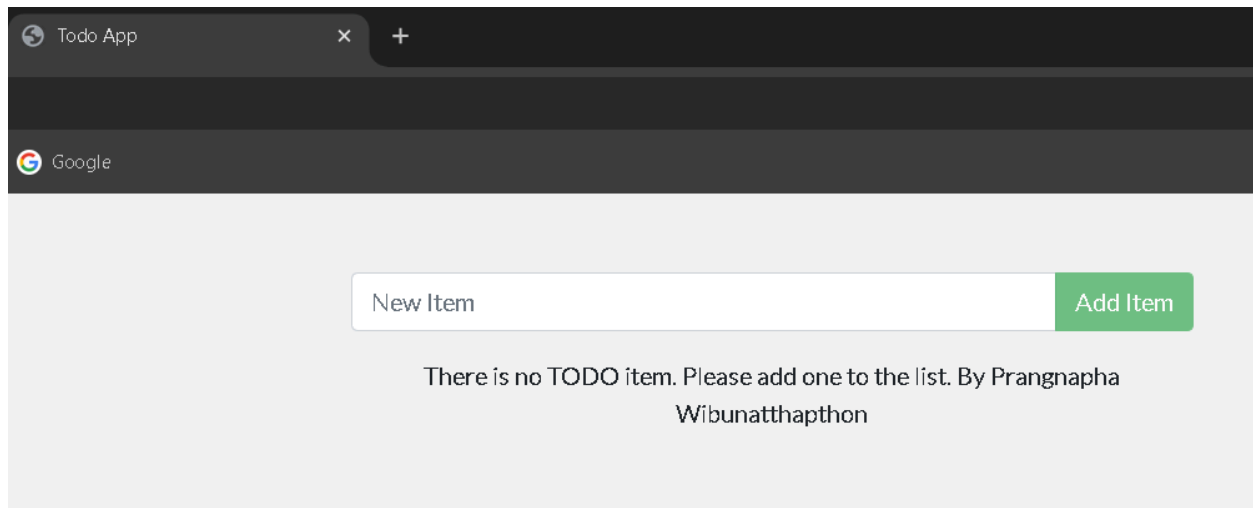 Todo App
Google
New Item
Add Item
There is no TODO item. Please add one to the list. By Prangnapha
Wibunatthapthon